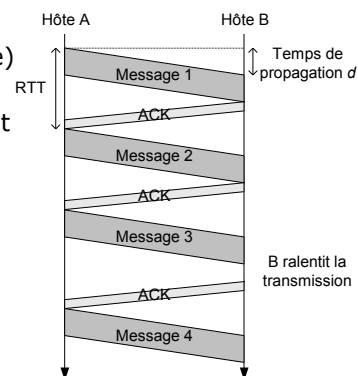 Hôte A
Hôte B
e)
Temps de
propagation d
RTT
Message 1
ACK
t
Message 2
ACK
Message 3
B ralentit la
transmission
ACK
Message 4